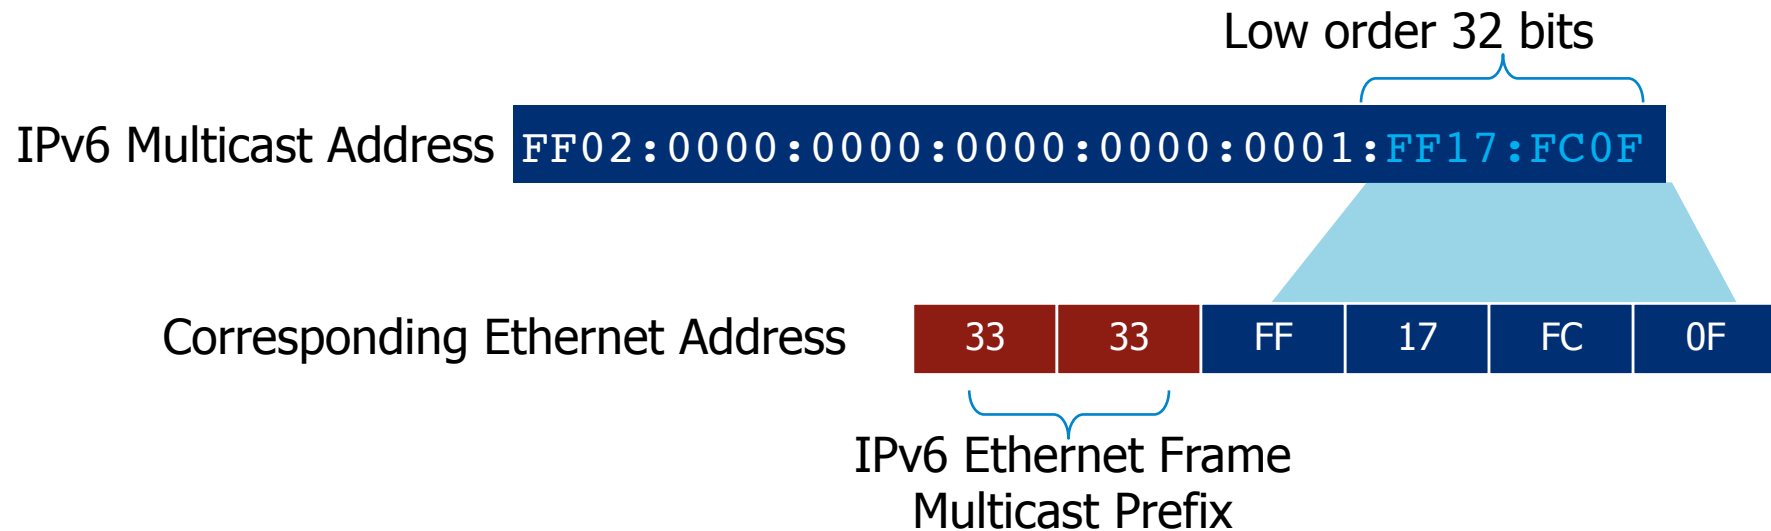 Low order 32 bits
IPv6 Multicast Address FF02:0000:0000:0000:0000:0001:FF17:FC0F
Corresponding Ethernet Address 33 33 FF 17 FC 0F
IPv6 Ethernet Frame
Multicast Prefix